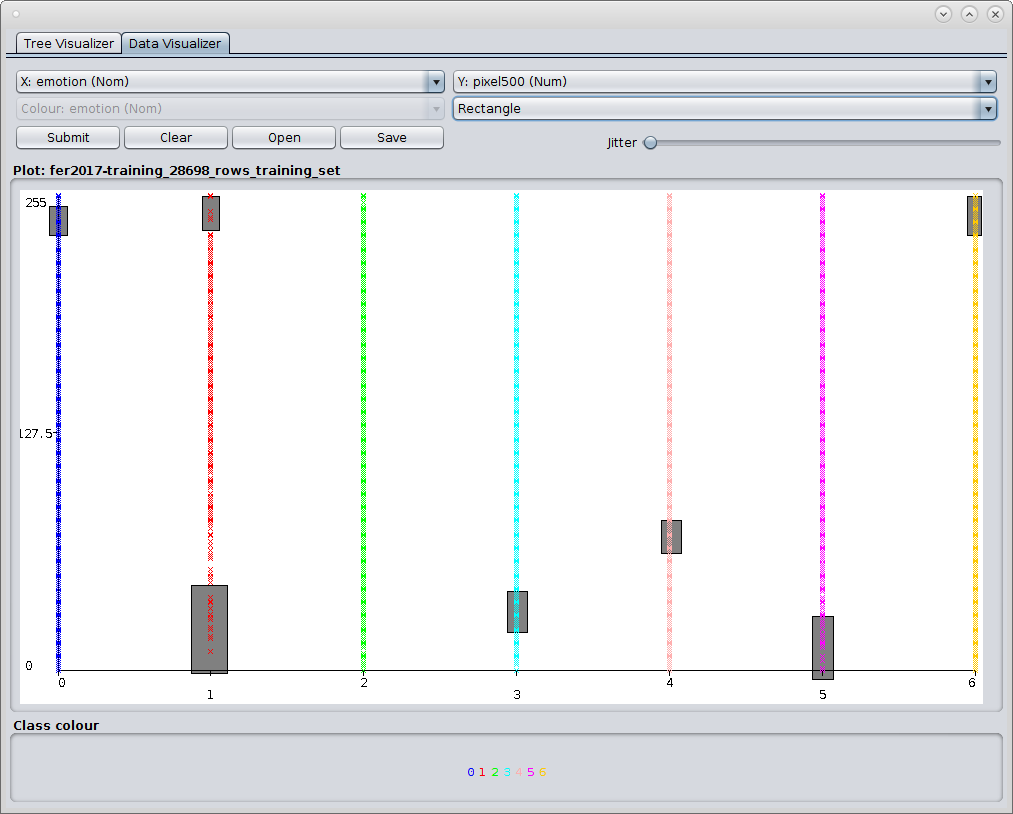 Tree Visualizer Data Visualizer
X: emotion (Nom) Y: pixel500 (Num)
Colour: emotion (Nom) Rectangle
Submit Clear Open Save Jitter
Plot: fer2017-training_28698_rows_training_set
255
127.5
0
0 2 4 6
1 3 5
Class colour
0 1 2 3 4 5 6